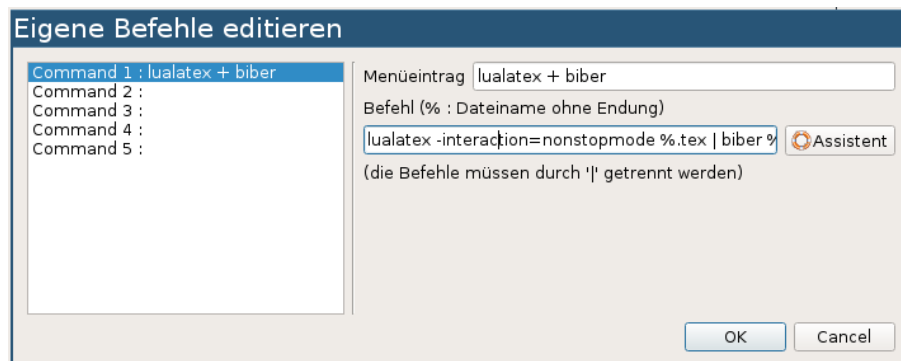 Eigene Befehle editieren
Command 1 : lualatex + biber
Command 2 :
Command 3 :
Command 4 :
Command 5 :
Menüeintrag lualatex + biber
Befehl (% : Dateiname ohne Endung)
lualatex -interaction=nonstopmode %.tex | biber %
Assistent
(die Befehle müssen durch '|' getrennt werden)
OK
Cancel